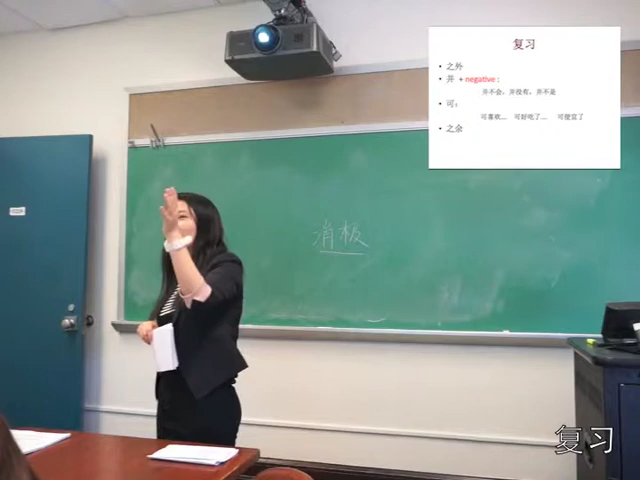 复习
• 之外
• 并 + negative :
并不会，并没有，并不是
• 可：
可喜欢… 可好吃了… 可便宜了
• 之余
消板
复习